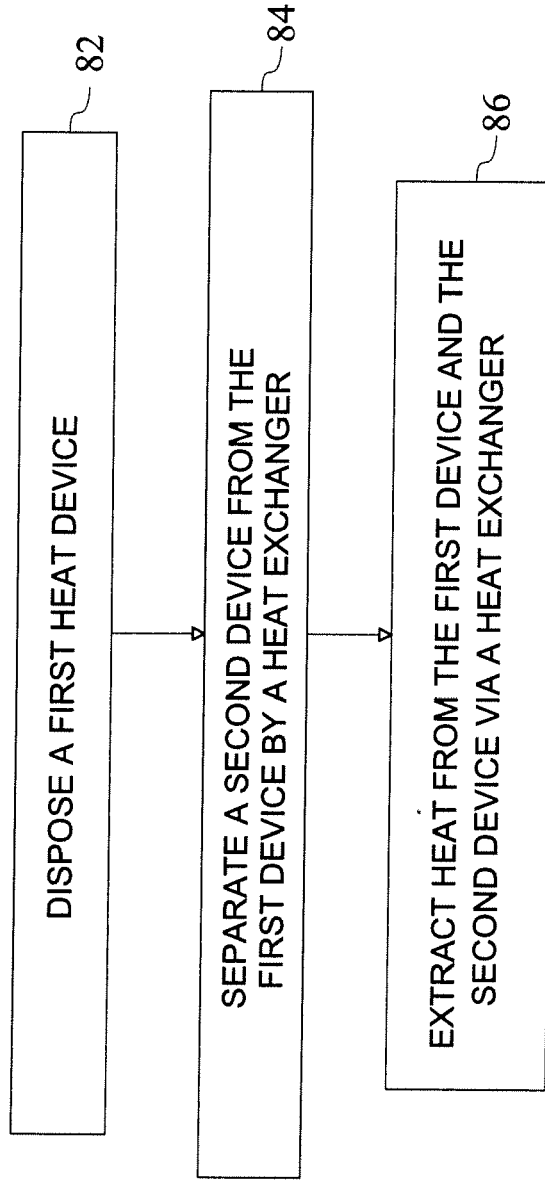 DISPOSE A FIRST HEAT DEVICE
82
SEPARATE A SECOND DEVICE FROM THE
FIRST DEVICE BY A HEAT EXCHANGER
84
EXTRACT HEAT FROM THE FIRST DEVICE AND THE
SECOND DEVICE VIA A HEAT EXCHANGER
86